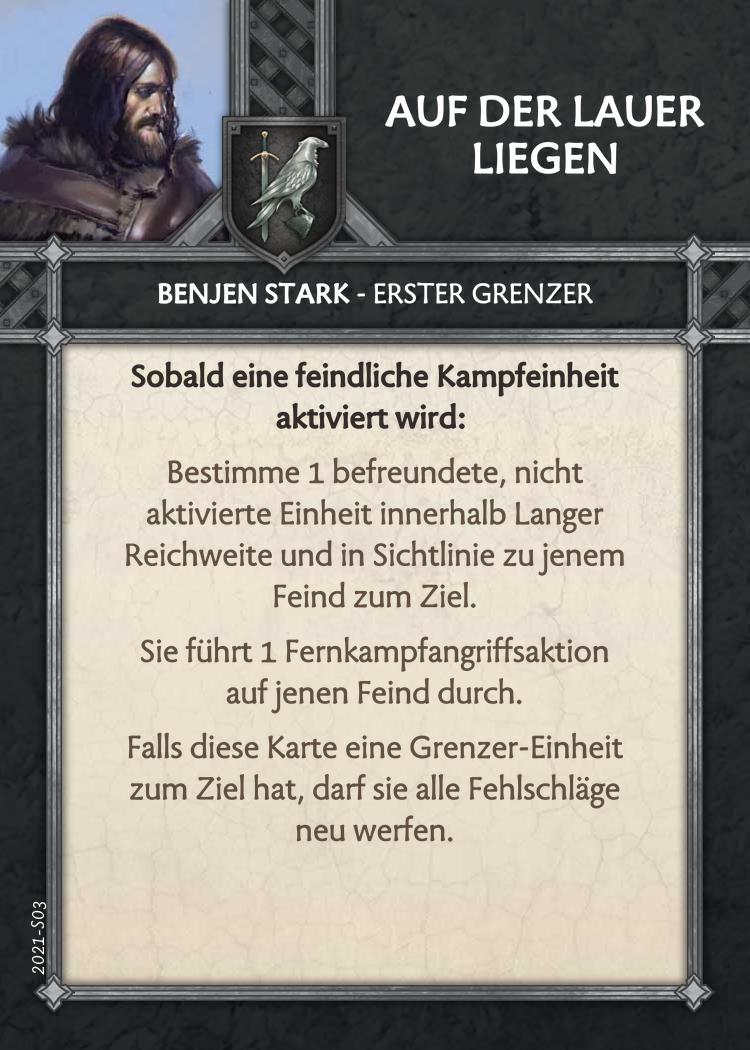 AUF DER LAUER
LIEGEN
BENJEN STARK - ERSTER GRENZER
Sobald eine feindliche Kampfeinheit
aktiviert wird:
Bestimme 1 befreundete, nicht
aktivierte Einheit innerhalb Langer
Reichweite und in Sichtlinie zu jenem
Feind zum Ziel.
Sie führt 1 Fernkampfangriffsaktion
auf jenen Feind durch.
Falls diese Karte eine Grenzer-Einheit
zum Ziel hat, darf sie alle Fehlschläge
neu werfen.
2021-S03